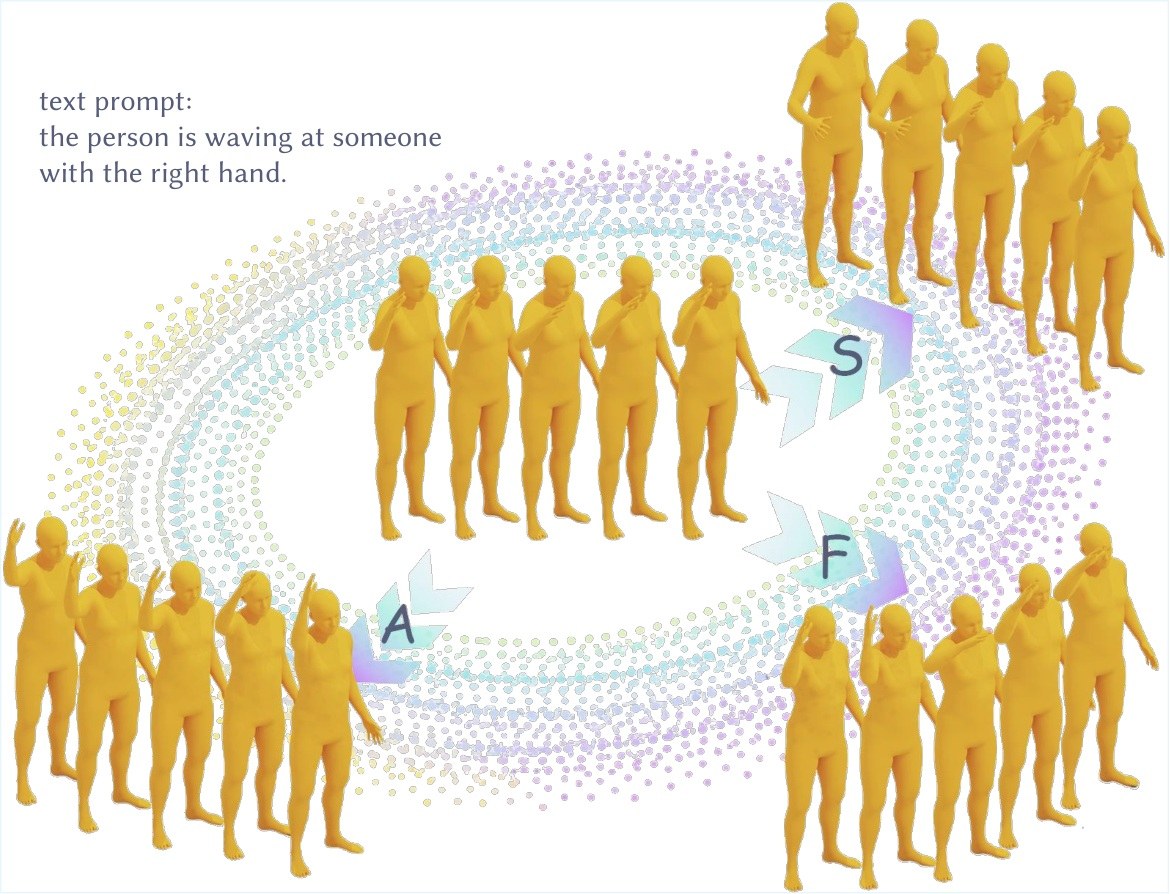 text prompt:
the person is waving at someone
with the right hand.
S
F
A